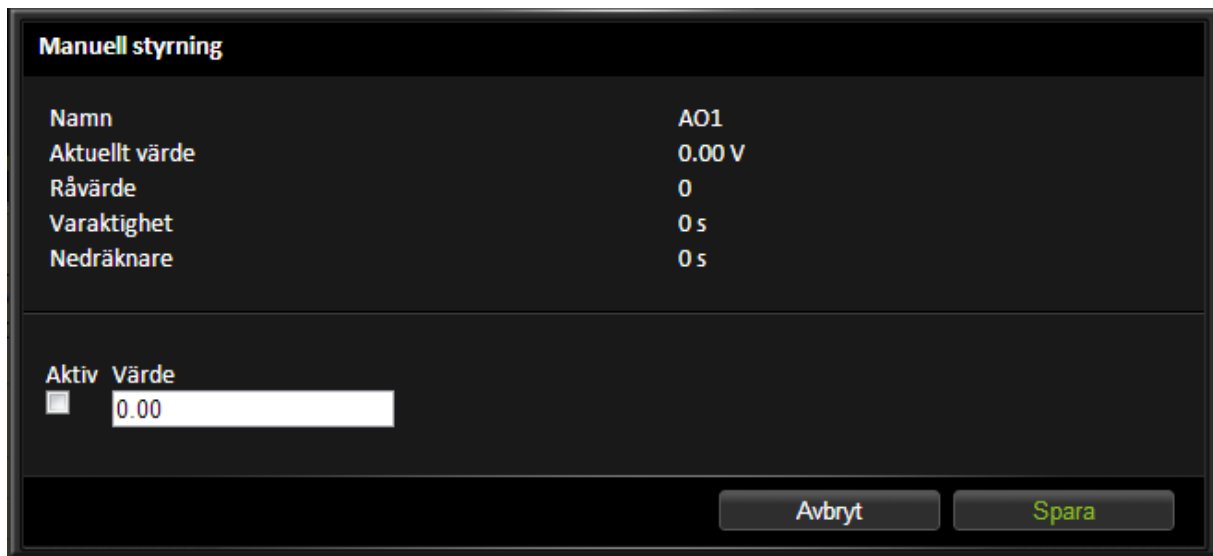 Manuell styrning
Namn AO1
Aktuellt värde 0.00 V
Råvärde 0
Varaktighet 0 s
Nedräknare 0 s
Aktiv Värde
0.00
Avbryt Spara